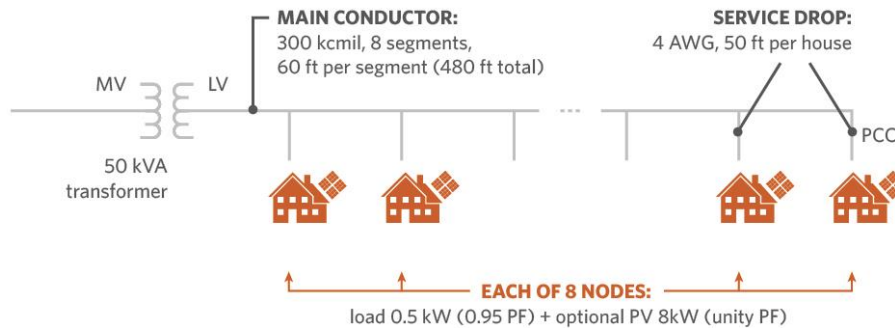 MAIN CONDUCTOR:
300 kcmil, 8 segments,
60 ft per segment (480 ft total)
SERVICE DROP:
4 AWG, 50 ft per house
MV
LV
50 kVA
transformer
PCC
EACH OF 8 NODES:
load 0.5 kW (0.95 PF) + optional PV 8kW (unity PF)